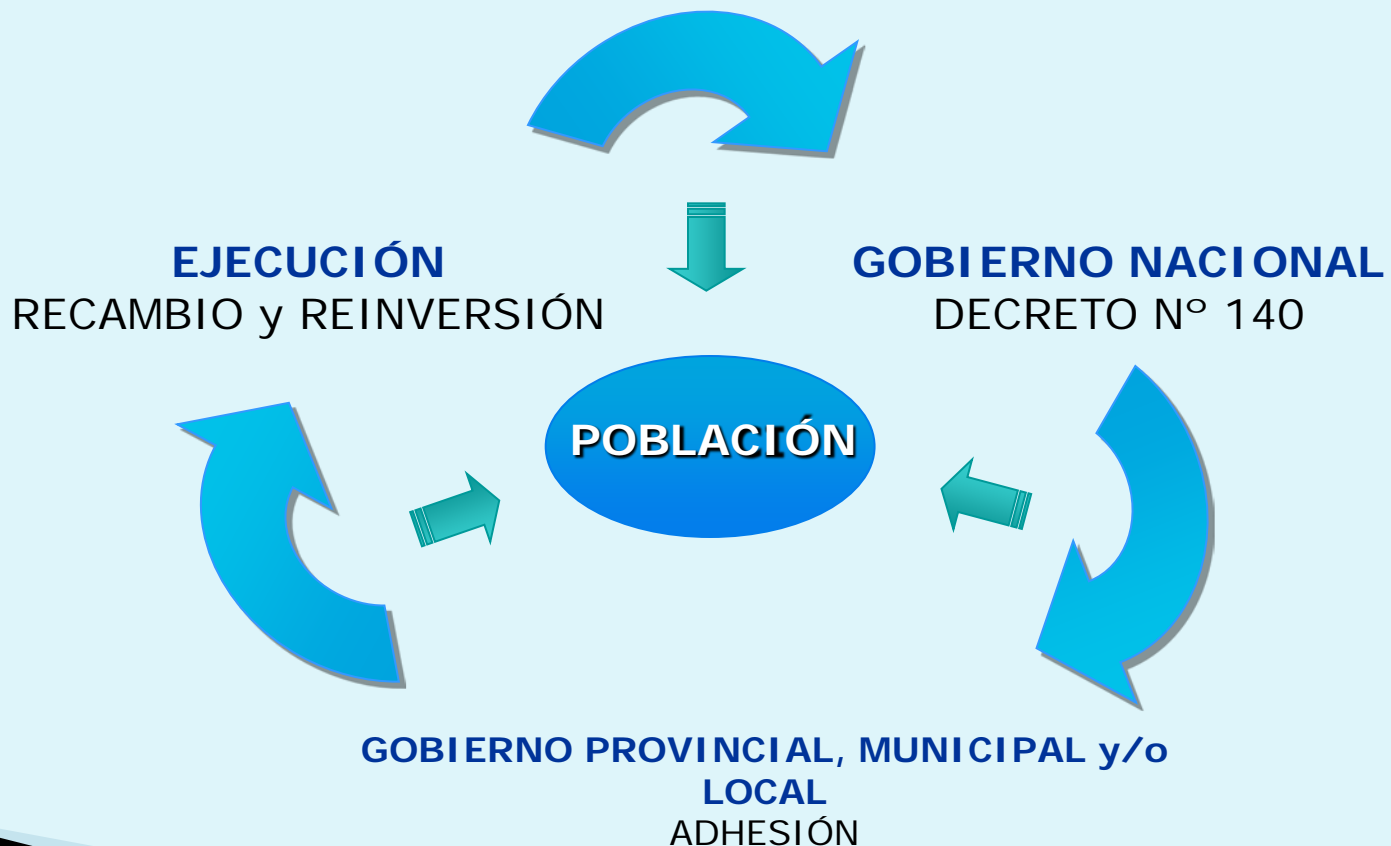 EJECUCIÓN
RECAMBIO y REINVERSIÓN
GOBIERNO NACIONAL
DECRETO Nº 140
POBLACIÓN
GOBIERNO PROVINCIAL, MUNICIPAL y/o
LOCAL
ADHESIÓN